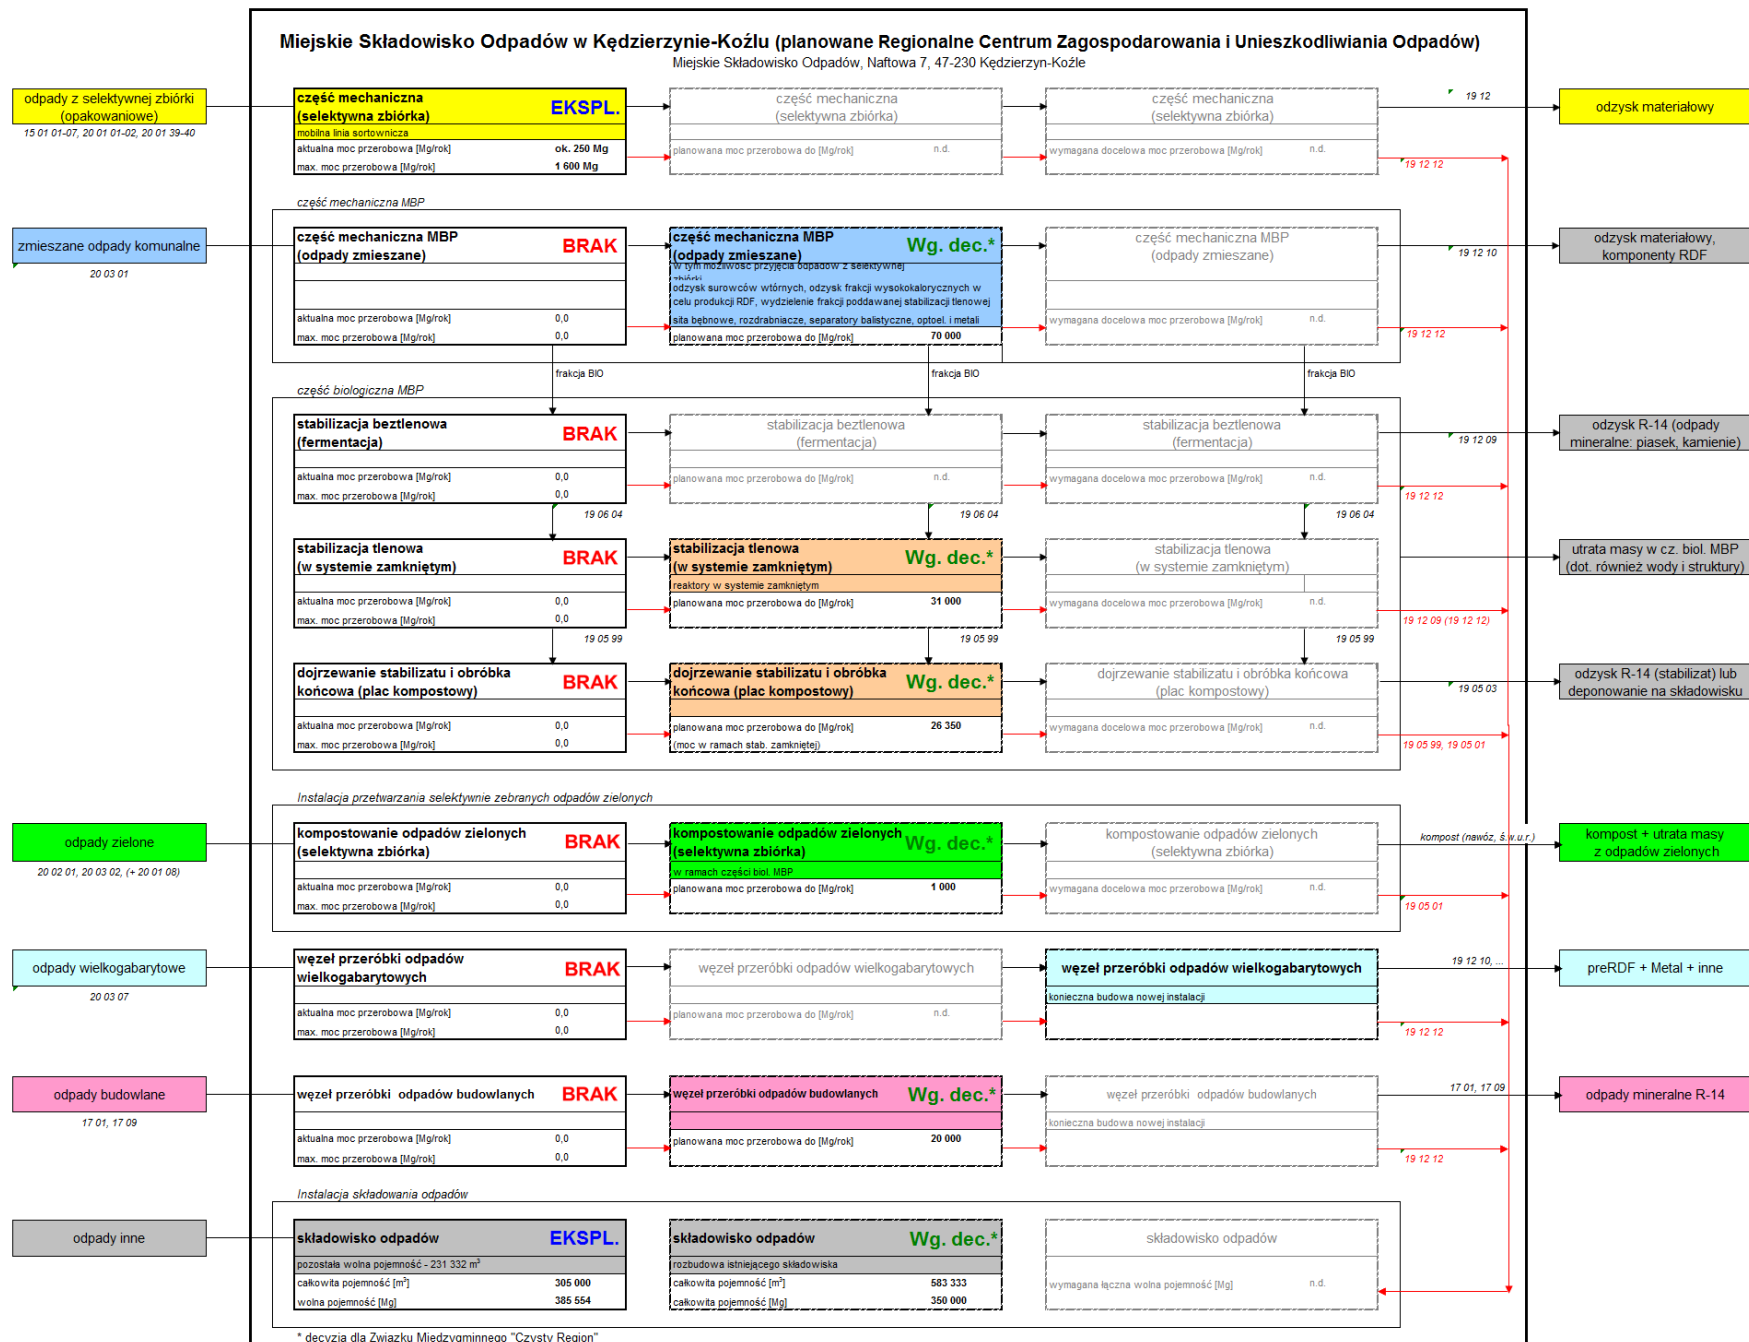 Miejskie Składowisko Odpadów w Kędzierzynie-Koźlu (planowane Regionalne Centrum Zagospodarowania i Unieszkodliwiania Odpadów)
Miejskie Składowisko Odpadów, Naftowa 7, 47-230 Kędzierzyn-Koźle
odpady z selektywnej zbiórki
(opakowaniowe)
15 01 01-07, 20 01 01-02, 20 01 39-40
część mechaniczna
(selektywna zbiórka)
EKSPL.
mobilna linia sortownicza
aktualna moc przerobowa [Mg/rok] ok. 250 Mg
max. moc przerobowa [Mg/rok] 1 600 Mg
część mechaniczna
(selektywna zbiórka)
planowana moc przerobowa do [Mg/rok] n.d.
część mechaniczna
(selektywna zbiórka)
wymagana docelowa moc przerobowa [Mg/rok] n.d.
19 12
19 12 12
odzysk materiałowy
część mechaniczna MBP
zmieszane odpady komunalne
20 03 01
część mechaniczna MBP
(odpady zmieszane)
BRAK
aktualna moc przerobowa [Mg/rok] 0,0
max. moc przerobowa [Mg/rok] 0,0
część mechaniczna MBP
(odpady zmieszane)
Wg. dec.*
w tym możliwość przyjęcia odpadów z selektywnej
zbiórki
odzysk surowców wtórnych, odzysk frakcji wysokokalorycznych w
celu produkcji RDF, wydzielenie frakcji poddawanej stabilizacji tlenowej
sita bębnowe, rozdrabniacze, separatory balistyczne, optoel. i metali
planowana moc przerobowa do [Mg/rok] 70 000
część mechaniczna MBP
(odpady zmieszane)
wymagana docelowa moc przerobowa [Mg/rok] n.d.
19 12 10
19 12 12
odzysk materiałowy,
komponenty RDF
frakcja BIO
frakcja BIO
frakcja BIO
część biologiczna MBP
stabilizacja beztlenowa
(fermentacja)
BRAK
aktualna moc przerobowa [Mg/rok] 0,0
max. moc przerobowa [Mg/rok] 0,0
stabilizacja beztlenowa
(fermentacja)
planowana moc przerobowa do [Mg/rok] n.d.
stabilizacja beztlenowa
(fermentacja)
wymagana docelowa moc przerobowa [Mg/rok] n.d.
19 12 09
19 12 12
odzysk R-14 (odpady
mineralne: piasek, kamienie)
19 06 04
19 06 04
19 06 04
stabilizacja tlenowa
(w systemie zamkniętym)
BRAK
aktualna moc przerobowa [Mg/rok] 0,0
max. moc przerobowa [Mg/rok] 0,0
stabilizacja tlenowa
(w systemie zamkniętym)
Wg. dec.*
reaktory w systemie zamkniętym
planowana moc przerobowa do [Mg/rok] 31 000
stabilizacja tlenowa
(w systemie zamkniętym)
wymagana docelowa moc przerobowa [Mg/rok] n.d.
19 12 09 (19 12 12)
utrata masy w cz. biol. MBP
(dot. również wody i struktury)
19 05 99
19 05 99
19 05 99
dojrzewanie stabilizatu i obróbka
końcowa (plac kompostowy)
BRAK
aktualna moc przerobowa [Mg/rok] 0,0
max. moc przerobowa [Mg/rok] 0,0
dojrzewanie stabilizatu i obróbka
końcowa (plac kompostowy)
Wg. dec.*
planowana moc przerobowa do [Mg/rok] 26 350
(moc w ramach stab. zamkniętej)
dojrzewanie stabilizatu i obróbka końcowa
(plac kompostowy)
wymagana docelowa moc przerobowa [Mg/rok] n.d.
19 05 03
19 05 99, 19 05 01
odzysk R-14 (stabilizat) lub
deponowanie na składowisku
Instalacja przetwarzania selektywnie zebranych odpadów zielonych
odpady zielone
20 02 01, 20 03 02, (+ 20 01 08)
kompostowanie odpadów zielonych
(selektywna zbiórka)
BRAK
aktualna moc przerobowa [Mg/rok] 0,0
max. moc przerobowa [Mg/rok] 0,0
kompostowanie odpadów zielonych
(selektywna zbiórka)
Wg. dec.*
w ramach części biol. MBP
planowana moc przerobowa do [Mg/rok] 1 000
kompostowanie odpadów zielonych
(selektywna zbiórka)
wymagana docelowa moc przerobowa [Mg/rok] n.d.
kompost (nawóz, ś.w.u.r.)
19 05 01
kompost + utrata masy
z odpadów zielonych
odpady wielkogabarytowe
20 03 07
węzeł przeróbki odpadów
wielkogabarytowych
BRAK
aktualna moc przerobowa [Mg/rok] 0,0
max. moc przerobowa [Mg/rok] 0,0
węzeł przeróbki odpadów wielkogabarytowych
planowana moc przerobowa do [Mg/rok] n.d.
węzeł przeróbki odpadów wielkogabarytowych
konieczna budowa nowej instalacji
19 12 10, ...
19 12 12
preRDF + Metal + inne
odpady budowlane
17 01, 17 09
węzeł przeróbki odpadów budowlanych
BRAK
aktualna moc przerobowa [Mg/rok] 0,0
max. moc przerobowa [Mg/rok] 0,0
węzeł przeróbki odpadów budowlanych
Wg. dec.*
planowana moc przerobowa do [Mg/rok] 20 000
węzeł przeróbki odpadów budowlanych
konieczna budowa nowej instalacji
17 01, 17 09
19 12 12
odpady mineralne R-14
Instalacja składowania odpadów
odpady inne
składowisko odpadów
EKSPL.
pozostała wolna pojemność - 231 332 m³
całkowita pojemność [m³] 305 000
wolna pojemność [Mg] 385 554
składowisko odpadów
Wg. dec.*
rozbudowa istniejącego składowiska
całkowita pojemność [m³] 583 333
całkowita pojemność [Mg] 350 000
składowisko odpadów
wymagana łączna wolna pojemność [Mg] n.d.
* decyzja dla Związku Międzygminnego "Czysty Region"